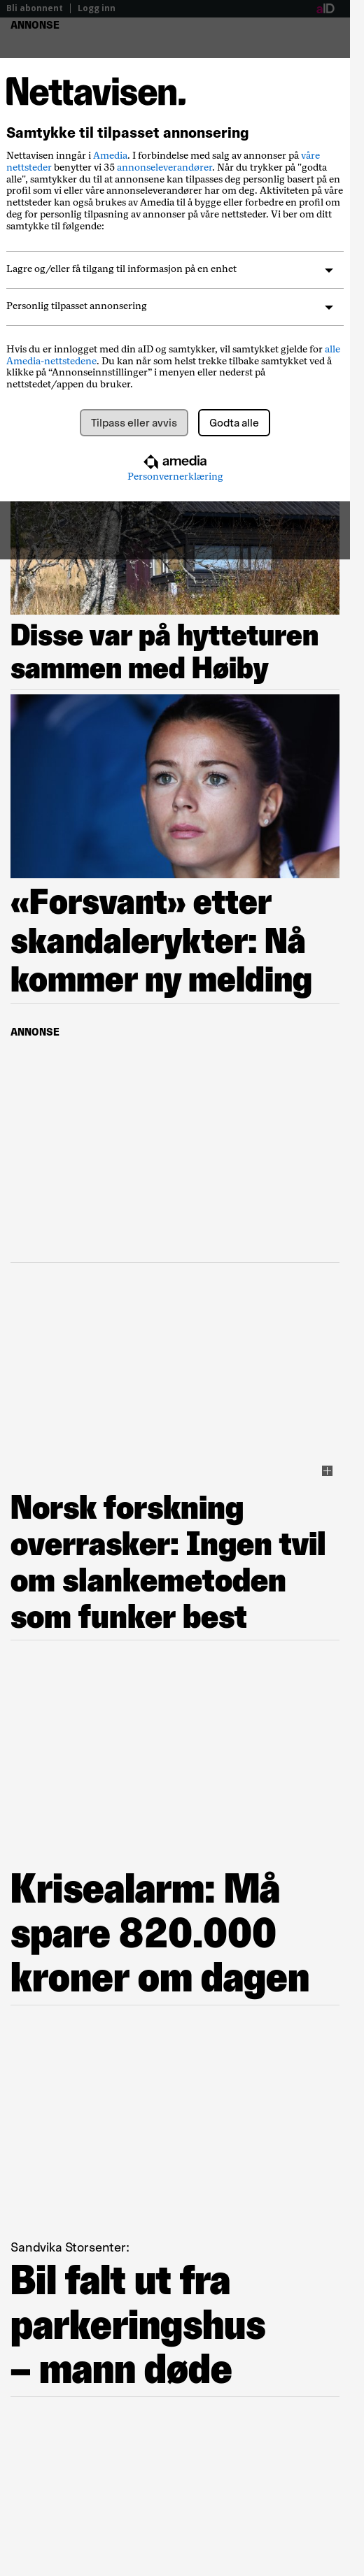 Bli abonnent | Logg inn
aID
ANNONSE
Nettavisen.
Samtykke til tilpasset annonsering
Nettavisen inngår i Amedia. I forbindelse med salg av annonser på våre
nettsteder benytter vi 35 annonseleverandører. Når du trykker på "godta
alle", samtykker du til at annonsene kan tilpasses deg personlig basert på en
profil som vi eller våre annonseleverandører har om deg. Aktiviteten på våre
nettsteder kan også brukes av Amedia til å bygge eller forbedre en profil om
deg for personlig tilpasning av annonser på våre nettsteder. Vi ber om ditt
samtykke til følgende:
Lagre og/eller få tilgang til informasjon på en enhet
Personlig tilpasset annonsering
Hvis du er innlogget med din aID og samtykker, vil samtykket gjelde for alle
Amedia-nettstedene. Du kan når som helst trekke tilbake samtykket ved å
klikke på “Annonseinnstillinger” i menyen eller nederst på
nettstedet/appen du bruker.
Tilpass eller avvis
Godta alle
amedia
Personvernerklæring
Disse var på hytteturen
sammen med Høiby
«Forsvant» etter
skandalerykter: Nå
kommer ny melding
ANNONSE
Norsk forskning
overrasker: Ingen tvil
om slankemetoden
som funker best
Krisealarm: Må
spare 820.000
kroner om dagen
Sandvika Storsenter:
Bil falt ut fra
parkeringshus
– mann døde